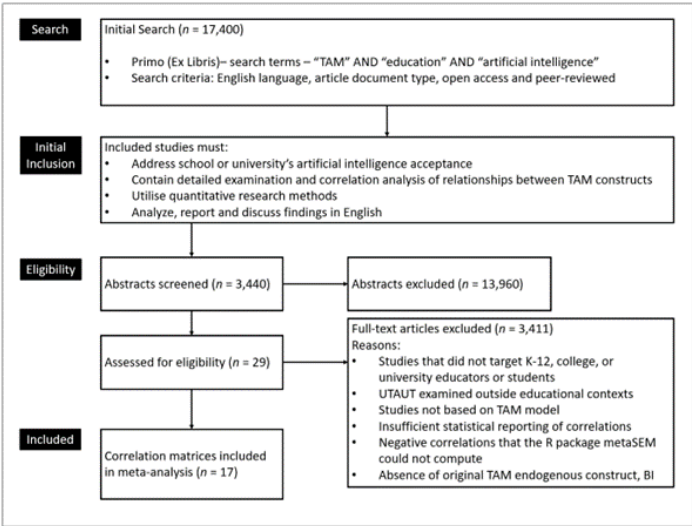 Search
Initial Search (n = 17,400)
• Primo (Ex Libris)– search terms – “TAM” AND “education” AND “artificial intelligence”
• Search criteria: English language, article document type, open access and peer-reviewed
Initial
Inclusion
Included studies must:
• Address school or university’s artificial intelligence acceptance
• Contain detailed examination and correlation analysis of relationships between TAM constructs
• Utilise quantitative research methods
• Analyze, report and discuss findings in English
Eligibility
Abstracts screened (n = 3,440)
Abstracts excluded (n = 13,960)
Assessed for eligibility (n = 29)
Full-text articles excluded (n = 3,411)
Reasons:
• Studies that did not target K-12, college, or
university educators or students
• UTAUT examined outside educational contexts
• Studies not based on TAM model
• Insufficient statistical reporting of correlations
• Negative correlations that the R package metaSEM
could not compute
• Absence of original TAM endogenous construct, BI
Included
Correlation matrices included
in meta-analysis (n = 17)